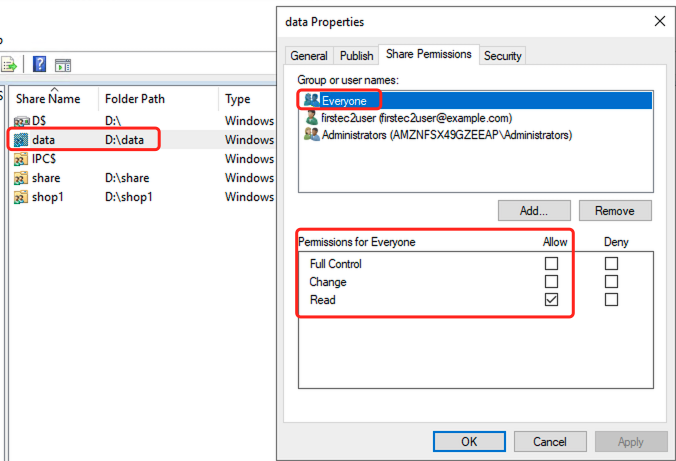 data Properties
General Publish Share Permissions Security
Group or user names:
Everyone
firstec2user (firstec2user@example.com)
Administrators (AMZNFSX49GZEEAP\Administrators)
Add... Remove
Permissions for Everyone Allow Deny
Full Control
Change
Read
OK Cancel Apply
Share Name Folder Path Type
D$ D:\ Windows
data D:\data Windows
IPC$ Windows
share D:\share Windows
shop1 D:\shop1 Windows